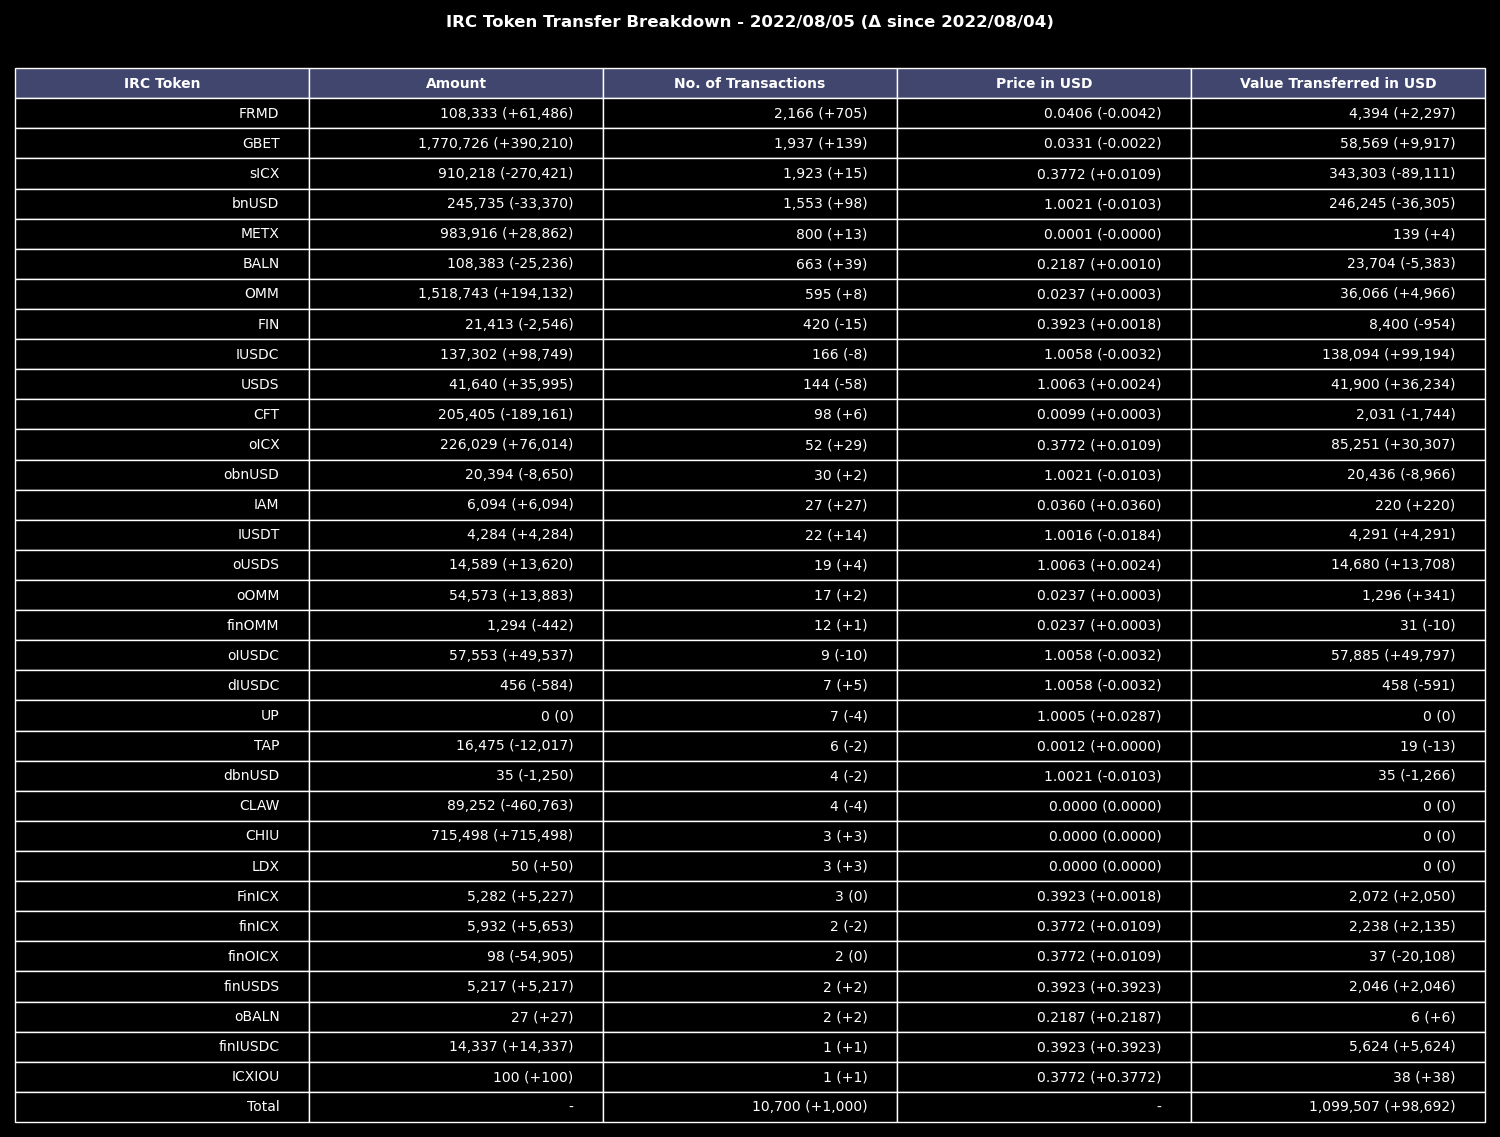 IRC Token Transfer Breakdown - 2022/08/05 (Δ since 2022/08/04)
IRC Token Amount No. of Transactions Price in USD Value Transferred in USD
FRMD 108,333 (+61,486) 2,166 (+705) 0.0406 (-0.0042) 4,394 (+2,297)
GBET 1,770,726 (+390,210) 1,937 (+139) 0.0331 (-0.0022) 58,569 (+9,917)
sICX 910,218 (-270,421) 1,923 (+15) 0.3772 (+0.0109) 343,303 (-89,111)
bnUSD 245,735 (-33,370) 1,553 (+98) 1.0021 (-0.0103) 246,245 (-36,305)
METX 983,916 (+28,862) 800 (+13) 0.0001 (-0.0000) 139 (+4)
BALN 108,383 (-25,236) 663 (+39) 0.2187 (+0.0010) 23,704 (-5,383)
OMM 1,518,743 (+194,132) 595 (+8) 0.0237 (+0.0003) 36,066 (+4,966)
FIN 21,413 (-2,546) 420 (-15) 0.3923 (+0.0018) 8,400 (-954)
IUSDC 137,302 (+98,749) 166 (-8) 1.0058 (-0.0032) 138,094 (+99,194)
USDS 41,640 (+35,995) 144 (-58) 1.0063 (+0.0024) 41,900 (+36,234)
CFT 205,405 (-189,161) 98 (+6) 0.0099 (+0.0003) 2,031 (-1,744)
oICX 226,029 (+76,014) 52 (+29) 0.3772 (+0.0109) 85,251 (+30,307)
obnUSD 20,394 (-8,650) 30 (+2) 1.0021 (-0.0103) 20,436 (-8,966)
IAM 6,094 (+6,094) 27 (+27) 0.0360 (+0.0360) 220 (+220)
IUSDT 4,284 (+4,284) 22 (+14) 1.0016 (-0.0184) 4,291 (+4,291)
oUSDS 14,589 (+13,620) 19 (+4) 1.0063 (+0.0024) 14,680 (+13,708)
oOMM 54,573 (+13,883) 17 (+2) 0.0237 (+0.0003) 1,296 (+341)
finOMM 1,294 (-442) 12 (+1) 0.0237 (+0.0003) 31 (-10)
oIUSDC 57,553 (+49,537) 9 (-10) 1.0058 (-0.0032) 57,885 (+49,797)
dIUSDC 456 (-584) 7 (+5) 1.0058 (-0.0032) 458 (-591)
UP 0 (0) 7 (-4) 1.0005 (+0.0287) 0 (0)
TAP 16,475 (-12,017) 6 (-2) 0.0012 (+0.0000) 19 (-13)
dbnUSD 35 (-1,250) 4 (-2) 1.0021 (-0.0103) 35 (-1,266)
CLAW 89,252 (-460,763) 4 (-4) 0.0000 (0.0000) 0 (0)
CHIU 715,498 (+715,498) 3 (+3) 0.0000 (0.0000) 0 (0)
LDX 50 (+50) 3 (+3) 0.0000 (0.0000) 0 (0)
FinICX 5,282 (+5,227) 3 (0) 0.3923 (+0.0018) 2,072 (+2,050)
finICX 5,932 (+5,653) 2 (-2) 0.3772 (+0.0109) 2,238 (+2,135)
finOICX 98 (-54,905) 2 (0) 0.3772 (+0.0109) 37 (-20,108)
finUSDS 5,217 (+5,217) 2 (+2) 0.3923 (+0.3923) 2,046 (+2,046)
oBALN 27 (+27) 2 (+2) 0.2187 (+0.2187) 6 (+6)
finIUSDC 14,337 (+14,337) 1 (+1) 0.3923 (+0.3923) 5,624 (+5,624)
ICXIOU 100 (+100) 1 (+1) 0.3772 (+0.3772) 38 (+38)
Total - 10,700 (+1,000) - 1,099,507 (+98,692)